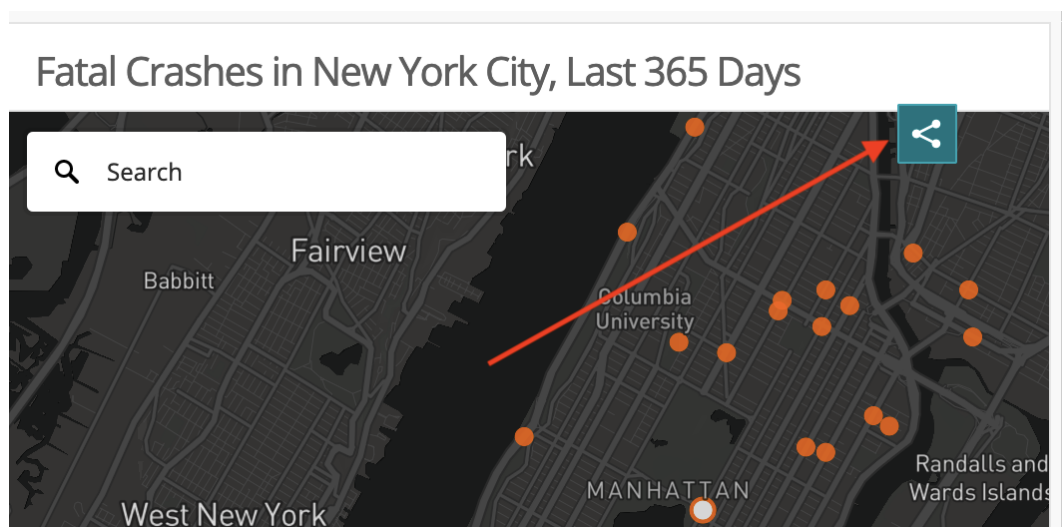 Fatal Crashes in New York City, Last 365 Days
Search
rk
Fairview
Babbitt
Columbia
University
MANHATTAN
Randalls and
Wards Islands
West New York